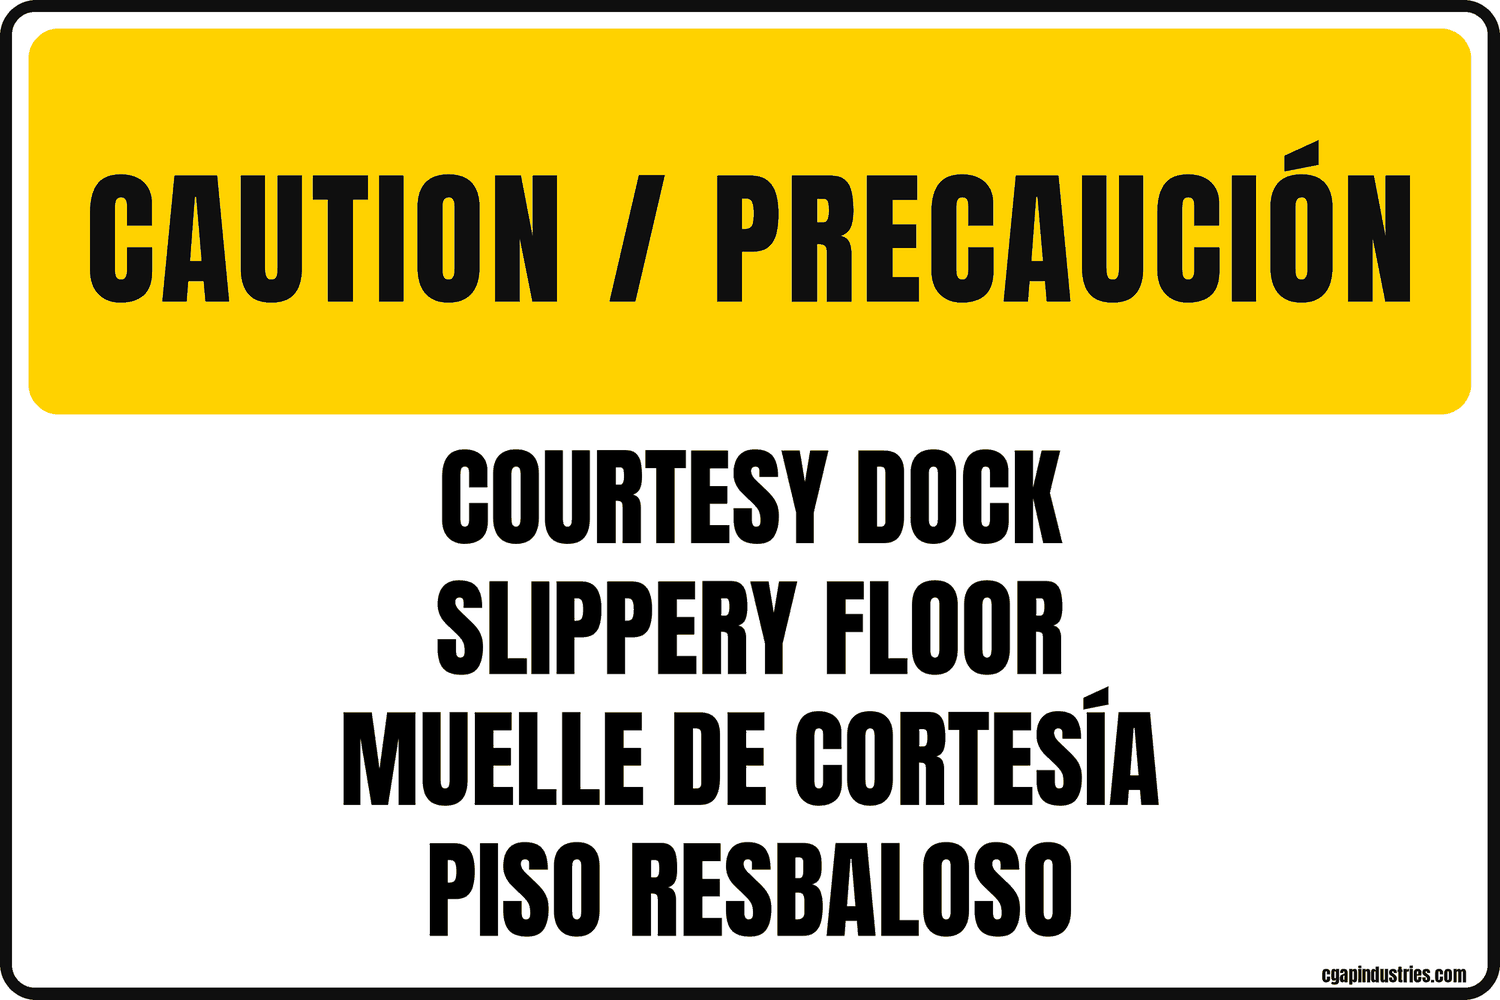 CAUTION / PRECAUCIÓN
COURTESY DOCK
SLIPPERY FLOOR
MUELLE DE CORTESÍA
PISO RESBALOSO
cgapindustries.com